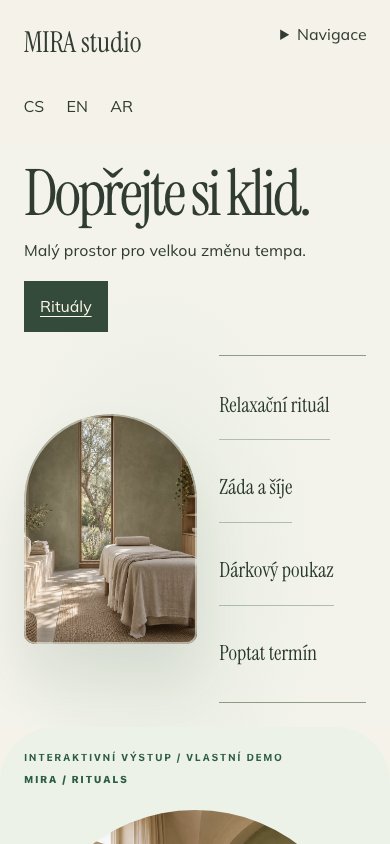 MIRA studio
Navigace
CS EN AR
Dopřejte si klid.
Malý prostor pro velkou změnu tempa.
Rituály
Relaxační rituál
Záda a šíje
Dárkový poukaz
Poptat termín
INTERAKTIVNÍ VÝSTUP / VLASTNÍ DEMO
MIRA / RITUALS